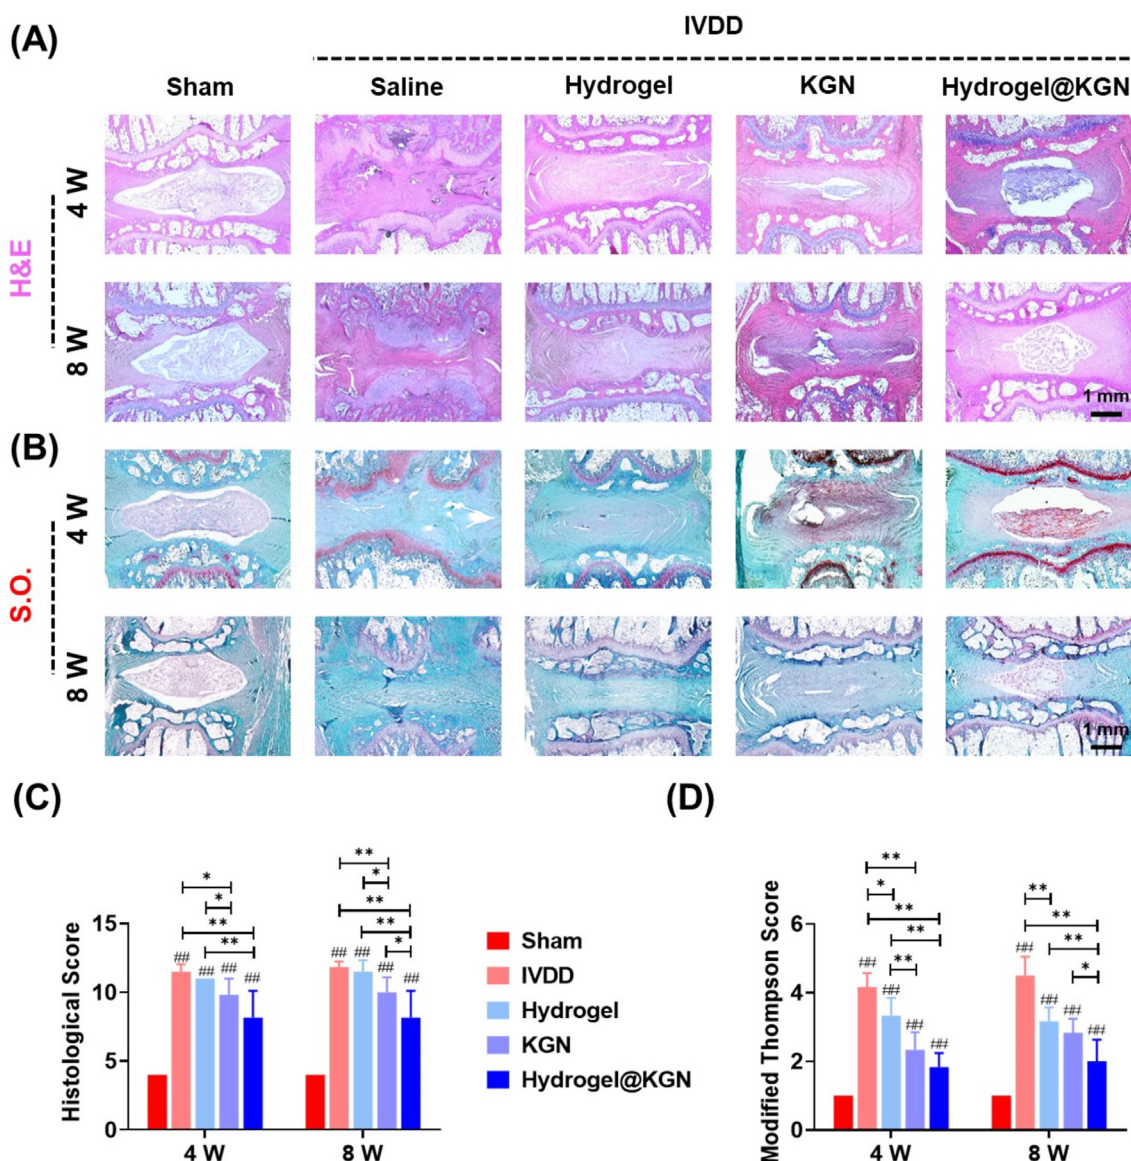 (A)
IVDD
Sham Saline Hydrogel KGN Hydrogel@KGN
H&E
4 W
8 W
1 mm
(B)
S.O.
4 W
8 W
1 mm
(C)
** 
* *
* **
** **
** *
## ## ## ## ## ## ## ##
Histological Score
15
10
5
0
4 W 8 W
Sham
IVDD
Hydrogel
KGN
Hydrogel@KGN
(D)
**
* **
** **
** **
** *
## ## ## ## ## ## ## ##
Modified Thompson Score
6
4
2
0
4 W 8 W